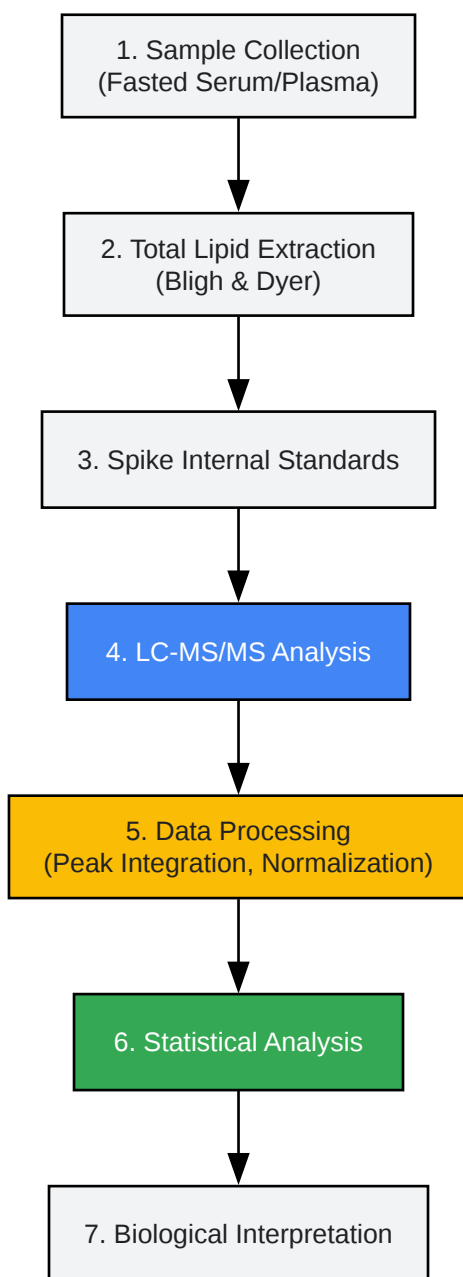 1. Sample Collection
(Fasted Serum/Plasma)
2. Total Lipid Extraction
(Bligh & Dyer)
3. Spike Internal Standards
4. LC-MS/MS Analysis
5. Data Processing
(Peak Integration, Normalization)
6. Statistical Analysis
7. Biological Interpretation